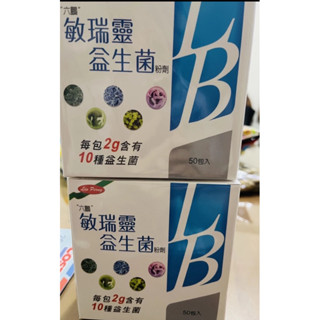 "六鵬"
敏瑞靈
益生菌粉劑
LB
每包2g含有
10種益生菌
50包入
"六鵬"
敏瑞靈
益生菌粉劑
LB
每包2g含有
10種益生菌
50包入